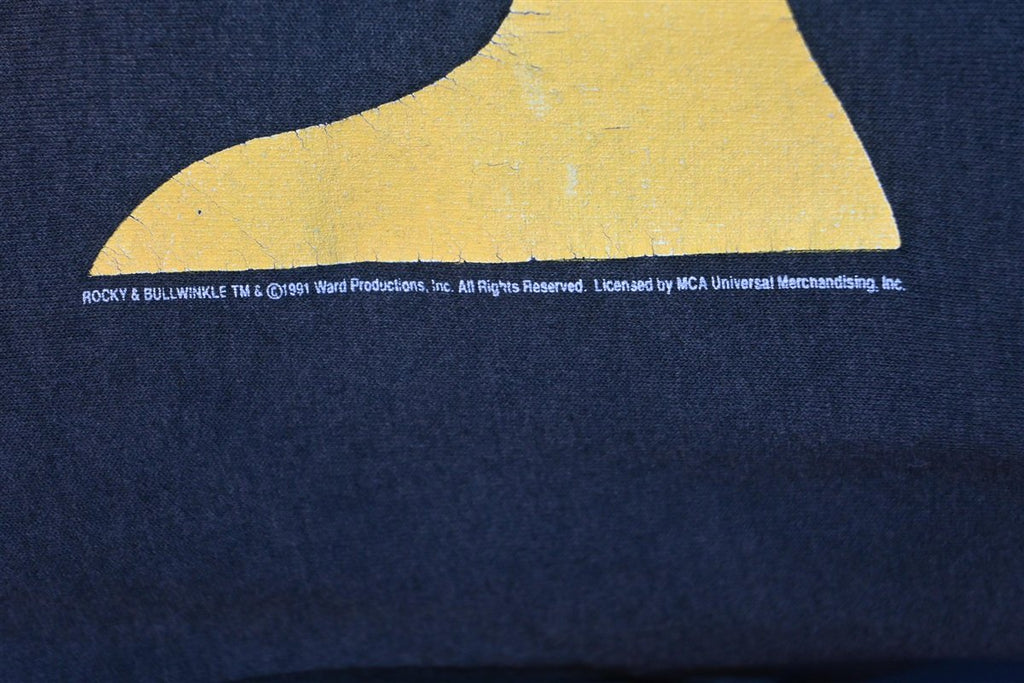 ROCKY & BULLWINKLE TM & ©1991 Ward Productions, Inc. All Rights Reserved. Licensed by MCA Universal Merchandising, Inc.